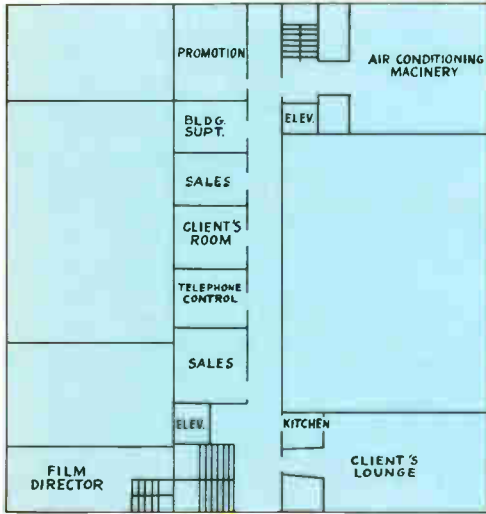 PROMOTION
AIR CONDITIONING
MACINERY
BLDG.
SUPT.
ELEV.
SALES
CLIENT'S
ROOM
TELEPHONE
CONTROL
SALES
ELEV.
KITCHEN
FILM
DIRECTOR
CLIENT'S
LOUNGE